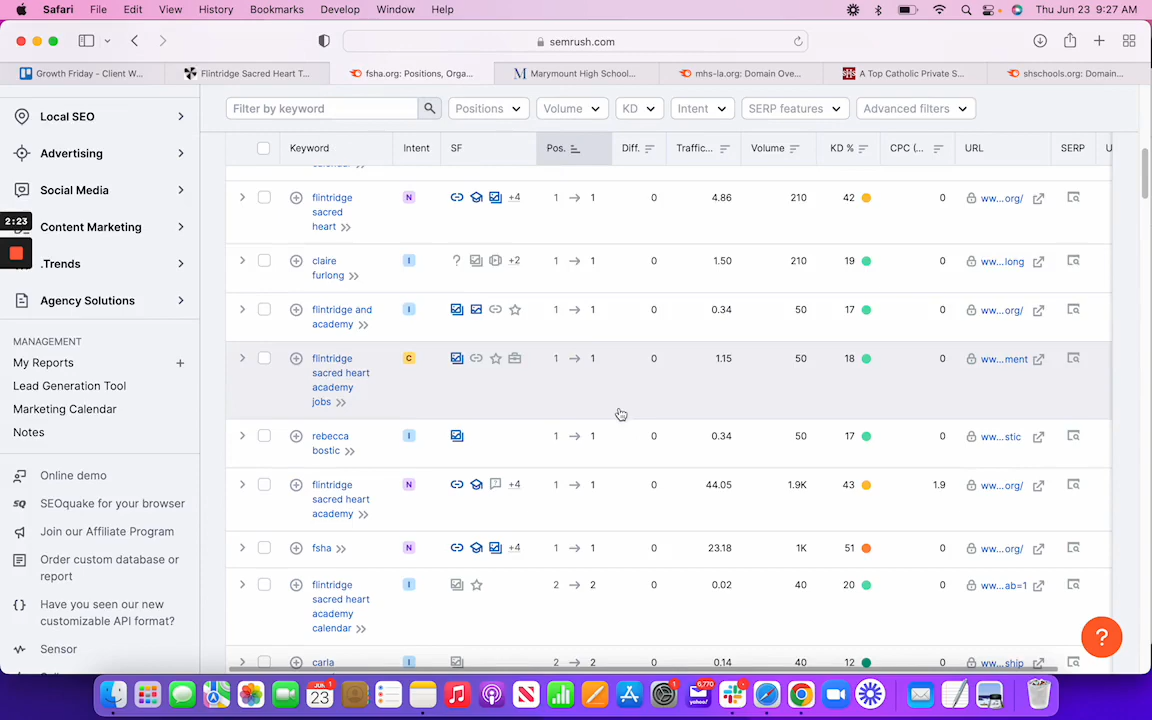 Safari File Edit View History Bookmarks Develop Window Help Thu Jun 23 9:27 AM
semrush.com
Growth Friday - Client W...
Flintridge Sacred Heart T...
fsha.org: Positions, Orga...
Marymount High School...
mhs-la.org: Domain Ove...
A Top Catholic Private S...
shschools.org: Domain...
Local SEO
Advertising
Social Media
Content Marketing
.Trends
Agency Solutions
MANAGEMENT
My Reports +
Lead Generation Tool
Marketing Calendar
Notes
Online demo
SQ SEOquake for your browser
Join our Affiliate Program
Order custom database or
report
{} Have you seen our new
customizable API format?
Sensor
2:23
Filter by keyword Positions Volume KD Intent SERP features Advanced filters
Keyword Intent SF Pos. Diff. Traffic... Volume KD % CPC (... URL SERP U
calendar >>
flintridge N +4 1 → 1 0 4.86 210 42 0 ww...org/
sacred
heart >>
claire I ? +2 1 → 1 0 1.50 210 19 0 ww...long
furlong >>
flintridge and I 1 → 1 0 0.34 50 17 0 ww...org/
academy >>
flintridge C 1 → 1 0 1.15 50 18 0 ww...ment
sacred heart
academy
jobs >>
rebecca I 1 → 1 0 0.34 50 17 0 ww...stic
bostic >>
flintridge N +4 1 → 1 0 44.05 1.9K 43 1.9 ww...org/
sacred heart
academy >>
fsha >> N +4 1 → 1 0 23.18 1K 51 0 ww...org/
flintridge I 2 → 2 0 0.02 40 20 0 ww...ab=1
sacred heart
academy
calendar >>
carla I 2 → 2 0 0.14 40 12 0 ww...ship
?
JUN
23
1
1
5,770
yahoo!